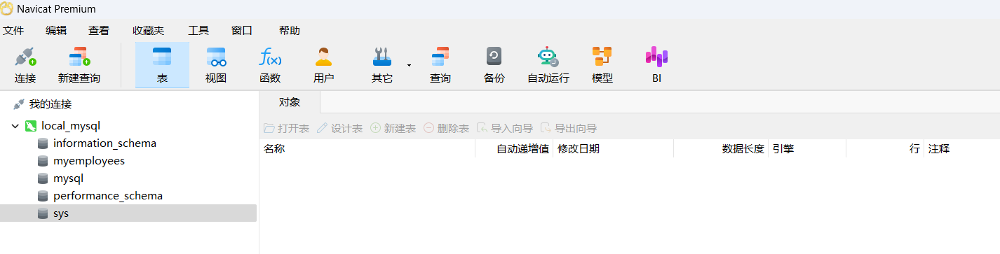 Navicat Premium
文件 编辑 查看 收藏夹 工具 窗口 帮助
连接 新建查询 表 视图 函数 用户 其它 查询 备份 自动运行 模型 BI
我的连接
对象
local_mysql
打开表 设计表 新建表 删除表 导入向导 导出向导
information_schema
名称 自动递增值 修改日期 数据长度 引擎 行 注释
myemployees
mysql
performance_schema
sys